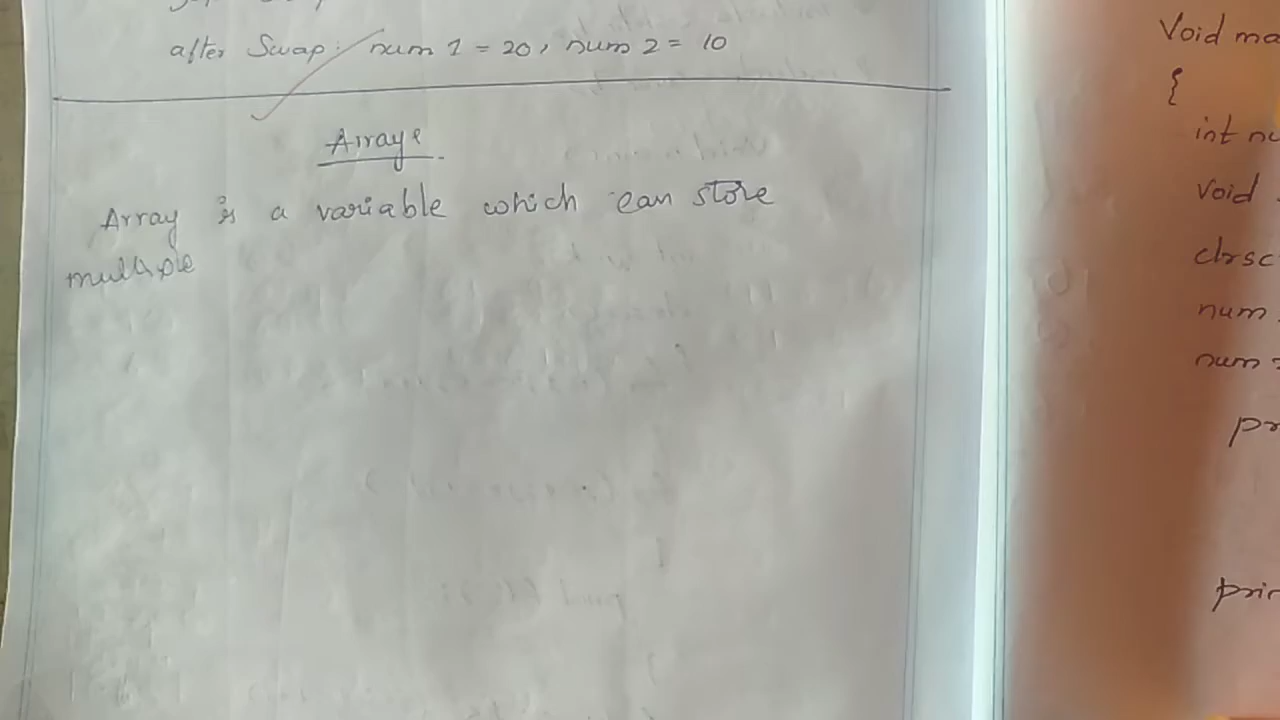 after Swap: num 1 = 20, num 2 = 10
Arrays
Array is a variable which can store
multiple
Void ma
{
int nu
void
clrsc
num
num
pr
prin